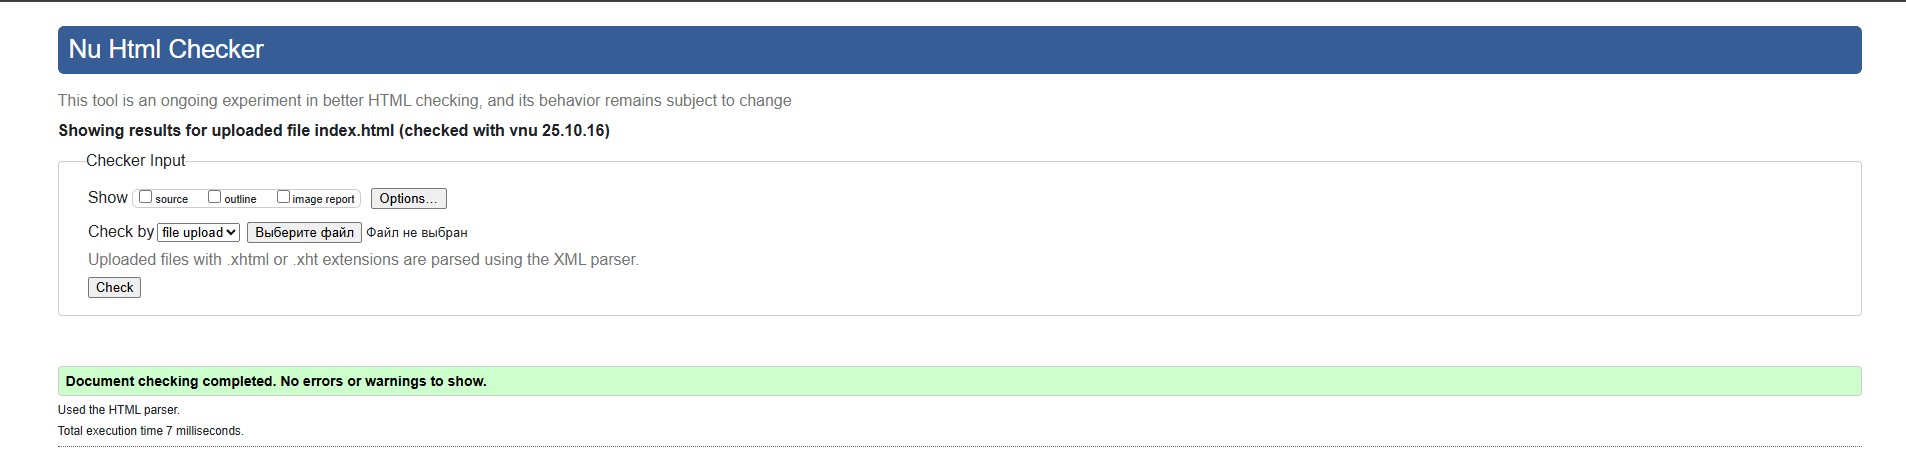 Nu Html Checker
This tool is an ongoing experiment in better HTML checking, and its behavior remains subject to change
Showing results for uploaded file index.html (checked with vnu 25.10.16)
Checker Input
Show source outline image report Options...
Check by file upload Выберите файл Файл не выбран
Uploaded files with .xhtml or .xht extensions are parsed using the XML parser.
Check
Document checking completed. No errors or warnings to show.
Used the HTML parser.
Total execution time 7 milliseconds.